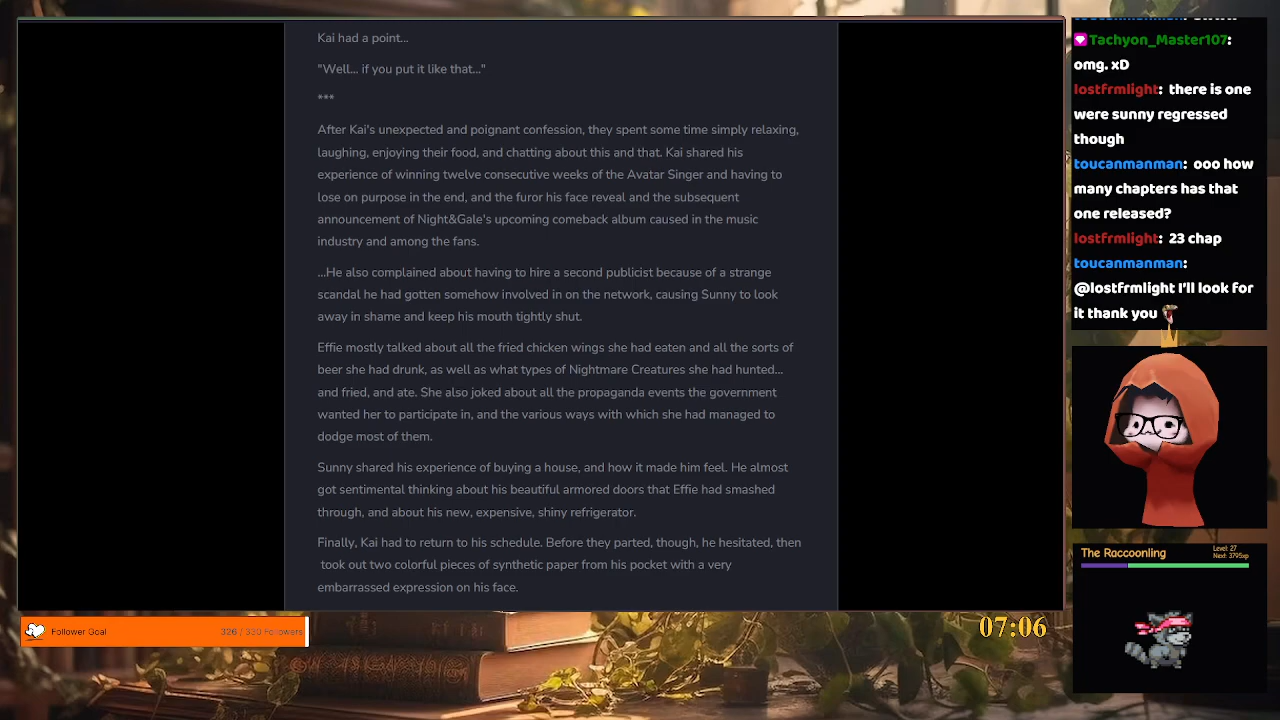 Kai had a point...
"Well... if you put it like that..."
***
After Kai's unexpected and poignant confession, they spent some time simply relaxing,
laughing, enjoying their food, and chatting about this and that. Kai shared his
experience of winning twelve consecutive weeks of the Avatar Singer and having to
lose on purpose in the end, and the furor his face reveal and the subsequent
announcement of Night&Gale's upcoming comeback album caused in the music
industry and among the fans.
...He also complained about having to hire a second publicist because of a strange
scandal he had gotten somehow involved in on the network, causing Sunny to look
away in shame and keep his mouth tightly shut.
Effie mostly talked about all the fried chicken wings she had eaten and all the sorts of
beer she had drunk, as well as what types of Nightmare Creatures she had hunted...
and fried, and ate. She also joked about all the propaganda events the government
wanted her to participate in, and the various ways with which she had managed to
dodge most of them.
Sunny shared his experience of buying a house, and how it made him feel. He almost
got sentimental thinking about his beautiful armored doors that Effie had smashed
through, and about his new, expensive, shiny refrigerator.
Finally, Kai had to return to his schedule. Before they parted, though, he hesitated, then
took out two colorful pieces of synthetic paper from his pocket with a very
embarrassed expression on his face.
Tachyon_Master107:
omg. xD
lostfrmlight: there is one
were sunny regressed
though
toucanmanman: ooo how
many chapters has that
one released?
lostfrmlight: 23 chap
toucanmanman:
@lostfrmlight I'll look for
it thank you
The Raccoonling
Level: 27
Next: 3795xp
Follower Goal
326 / 330 Followers
07:06